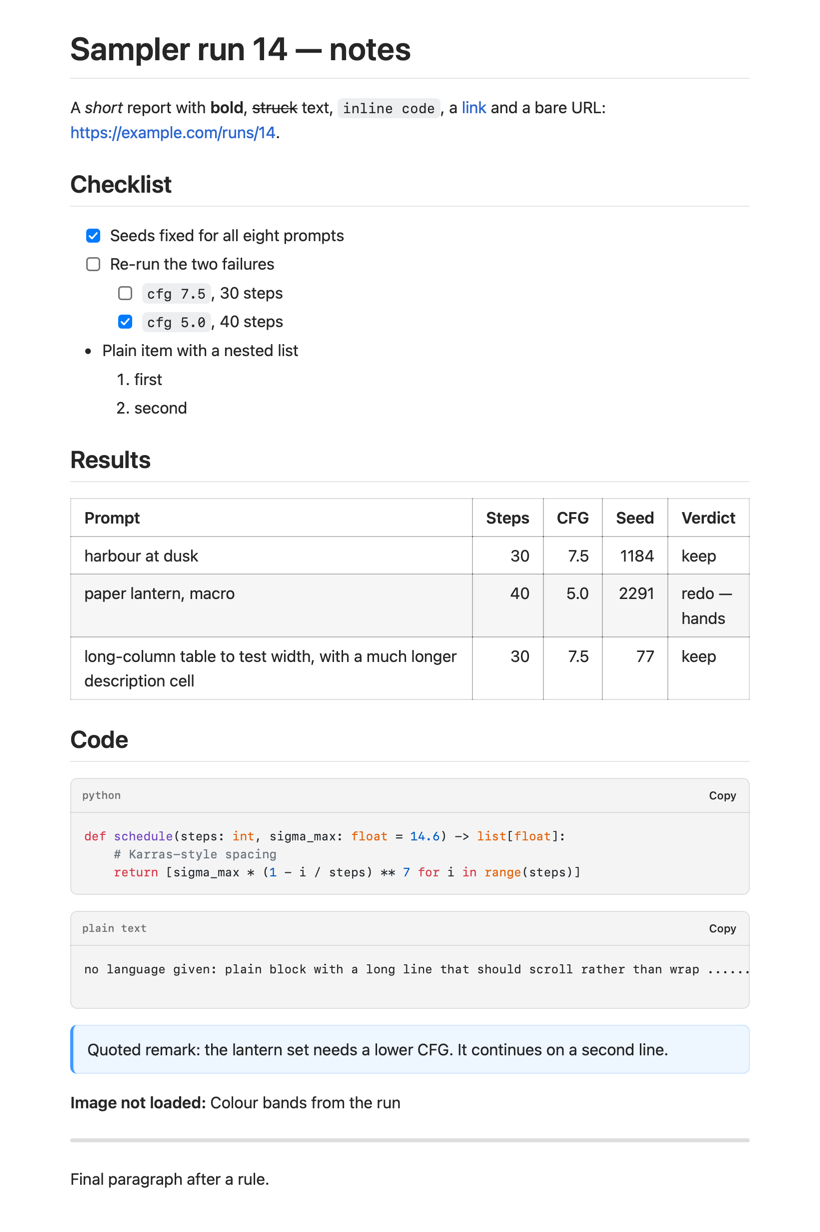 Sampler run 14 — notes
A short report with bold, struck text, inline code, a link and a bare URL:
https://example.com/runs/14.
Checklist
Seeds fixed for all eight prompts
Re-run the two failures
cfg 7.5, 30 steps
cfg 5.0, 40 steps
• Plain item with a nested list
1. first
2. second
Results
Prompt Steps CFG Seed Verdict
harbour at dusk 30 7.5 1184 keep
paper lantern, macro 40 5.0 2291 redo —
hands
long-column table to test width, with a much longer 30 7.5 77 keep
description cell
Code
python Copy
def schedule(steps: int, sigma_max: float = 14.6) -> list[float]:
    # Karras-style spacing
    return [sigma_max * (1 - i / steps) ** 7 for i in range(steps)]
plain text Copy
no language given: plain block with a long line that should scroll rather than wrap ......
Quoted remark: the lantern set needs a lower CFG. It continues on a second line.
Image not loaded: Colour bands from the run
Final paragraph after a rule.